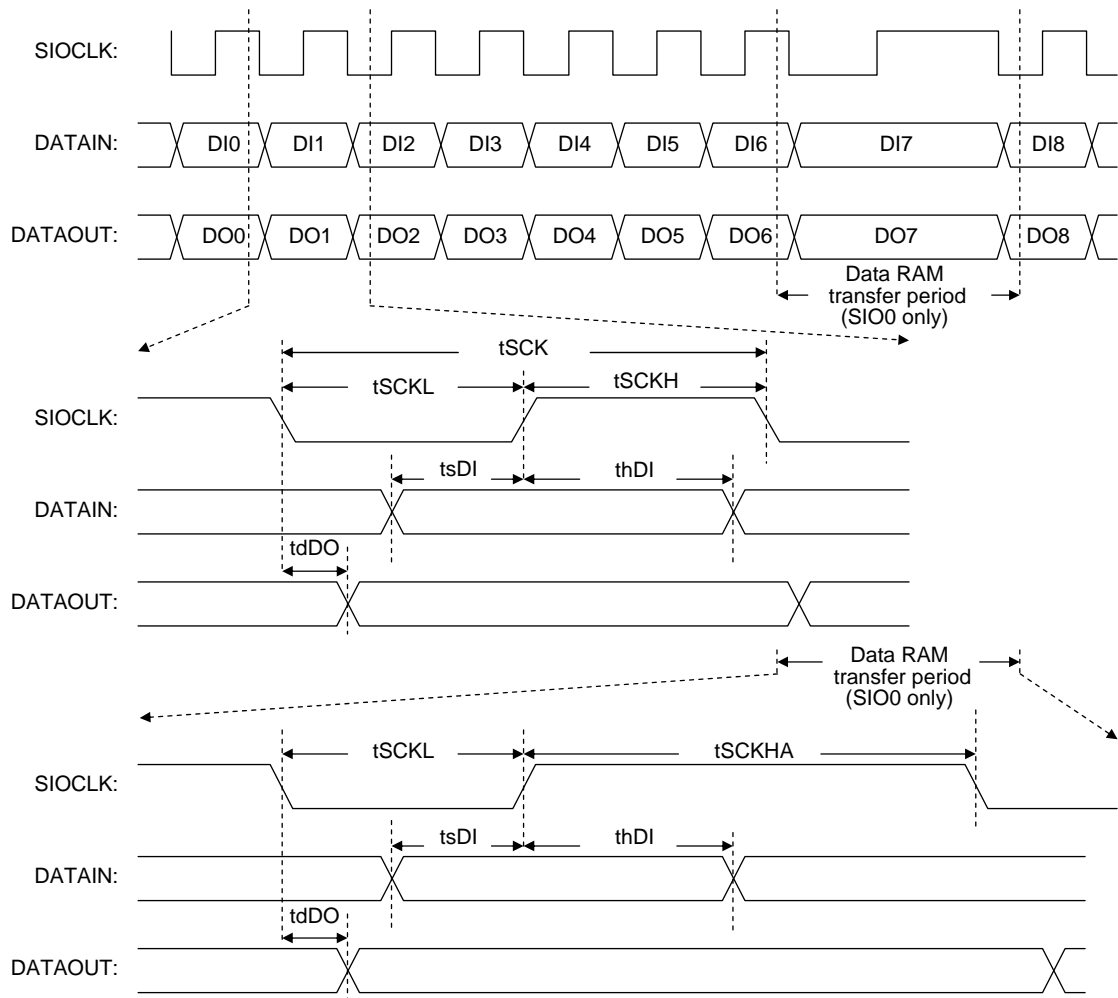 SIOCLK:
DATAIN: DI0 DI1 DI2 DI3 DI4 DI5 DI6 DI7 DI8
DATAOUT: DO0 DO1 DO2 DO3 DO4 DO5 DO6 DO7 DO8
Data RAM
transfer period
(SIO0 only)
tSCK
tSCKL tSCKH
SIOCLK:
tsDI thDI
DATAIN:
tdDO
DATAOUT:
Data RAM
transfer period
(SIO0 only)
tSCKL tSCKHA
SIOCLK:
tsDI thDI
DATAIN:
tdDO
DATAOUT: